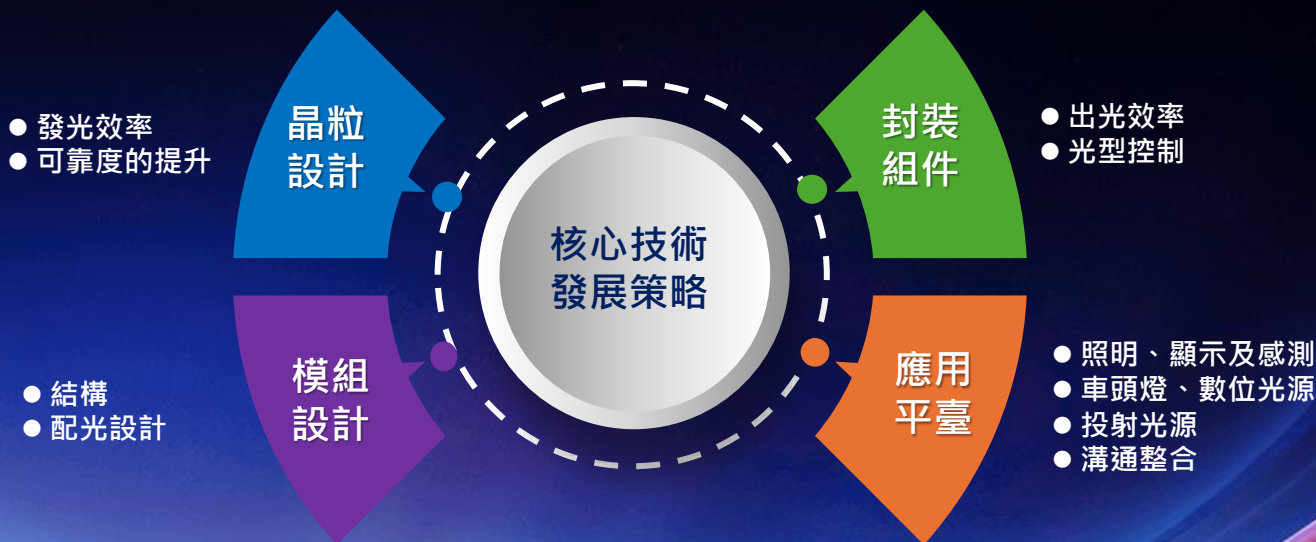 ● 發光效率
● 可靠度的提升
晶粒
設計
封裝
組件
● 出光效率
● 光型控制
核心技術
發展策略
● 結構
● 配光設計
模組
設計
應用
平臺
● 照明、顯示及感測
● 車頭燈、數位光源
● 投射光源
● 溝通整合